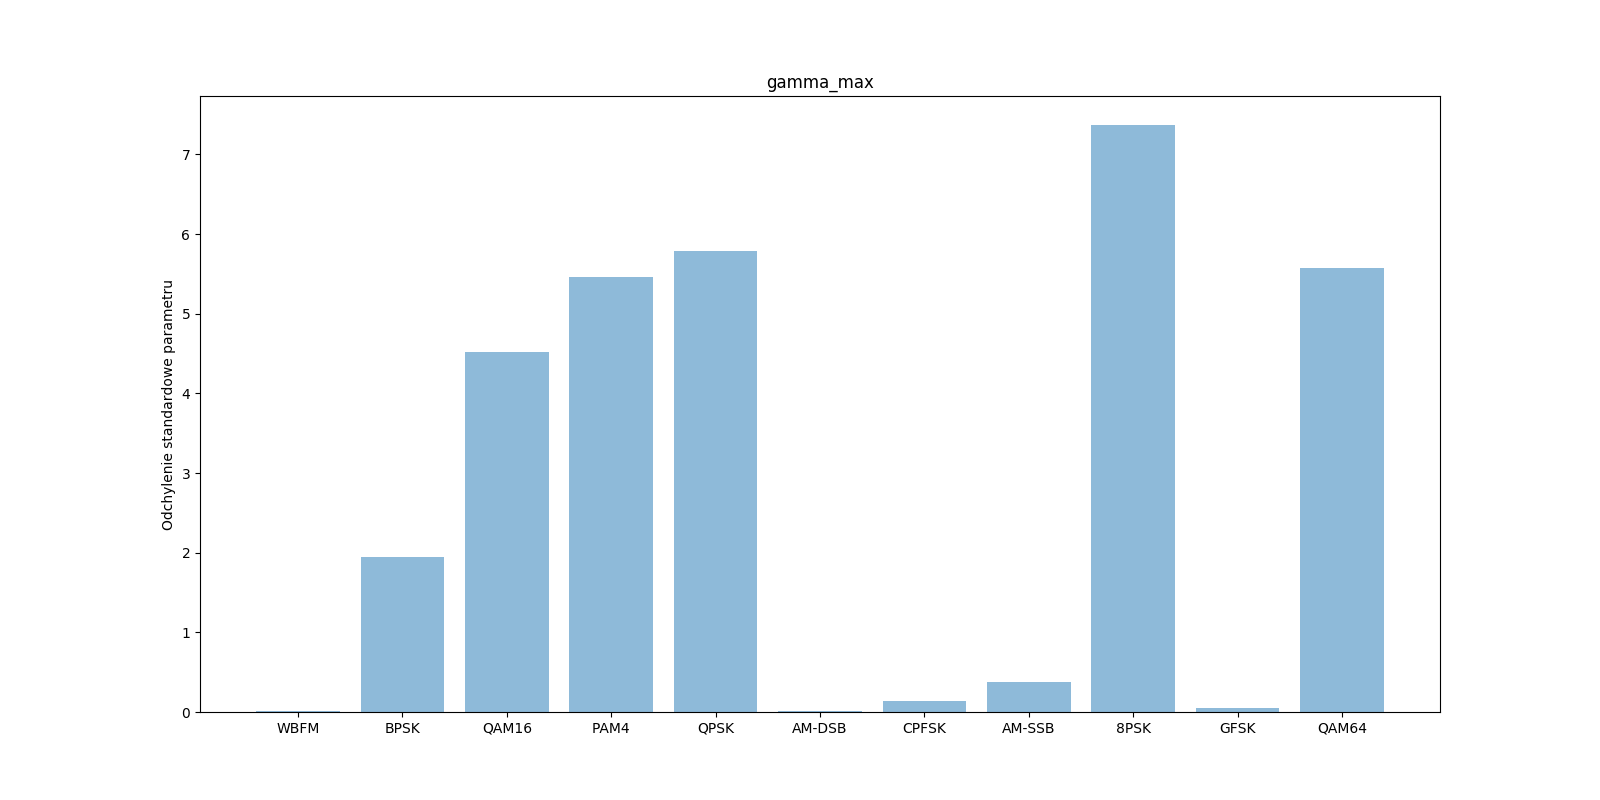 gamma_max
Odchylenie standardowe parametru
7
6
5
4
3
2
1
0
WBFM BPSK QAM16 PAM4 QPSK AM-DSB CPFSK AM-SSB 8PSK GFSK QAM64